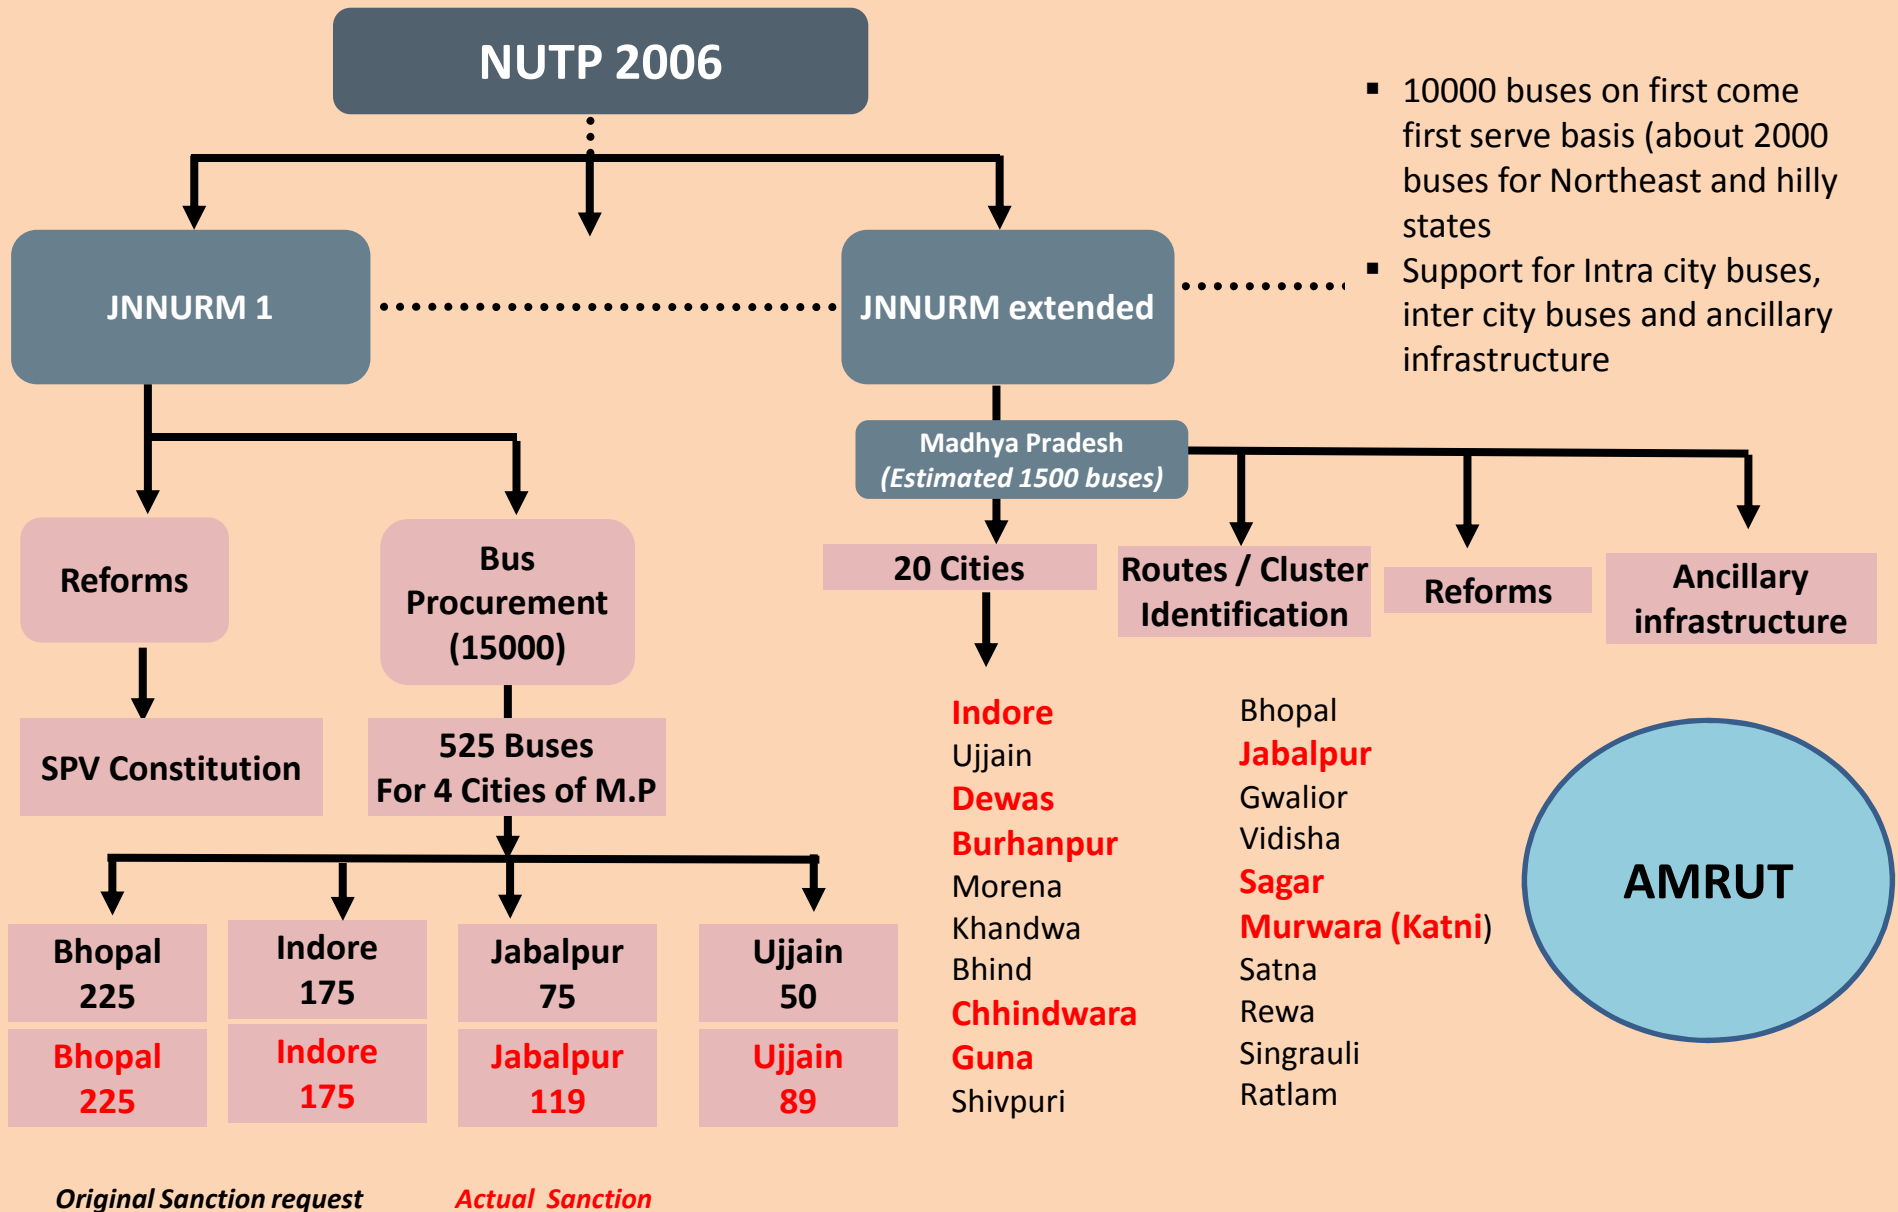 NUTP 2006
▪ 10000 buses on first come
first serve basis (about 2000
buses for Northeast and hilly
states
▪ Support for Intra city buses,
inter city buses and ancillary
infrastructure
JNNURM 1
JNNURM extended
Madhya Pradesh
(Estimated 1500 buses)
Reforms
Bus
Procurement
(15000)
20 Cities
Routes / Cluster
Identification
Reforms
Ancillary
infrastructure
SPV Constitution
525 Buses
For 4 Cities of M.P
Bhopal
225
Indore
175
Jabalpur
75
Ujjain
50
Bhopal
225
Indore
175
Jabalpur
119
Ujjain
89
Indore
Ujjain
Dewas
Burhanpur
Morena
Khandwa
Bhind
Chhindwara
Guna
Shivpuri
Bhopal
Jabalpur
Gwalior
Vidisha
Sagar
Murwara (Katni)
Satna
Rewa
Singrauli
Ratlam
AMRUT
Original Sanction request
Actual Sanction